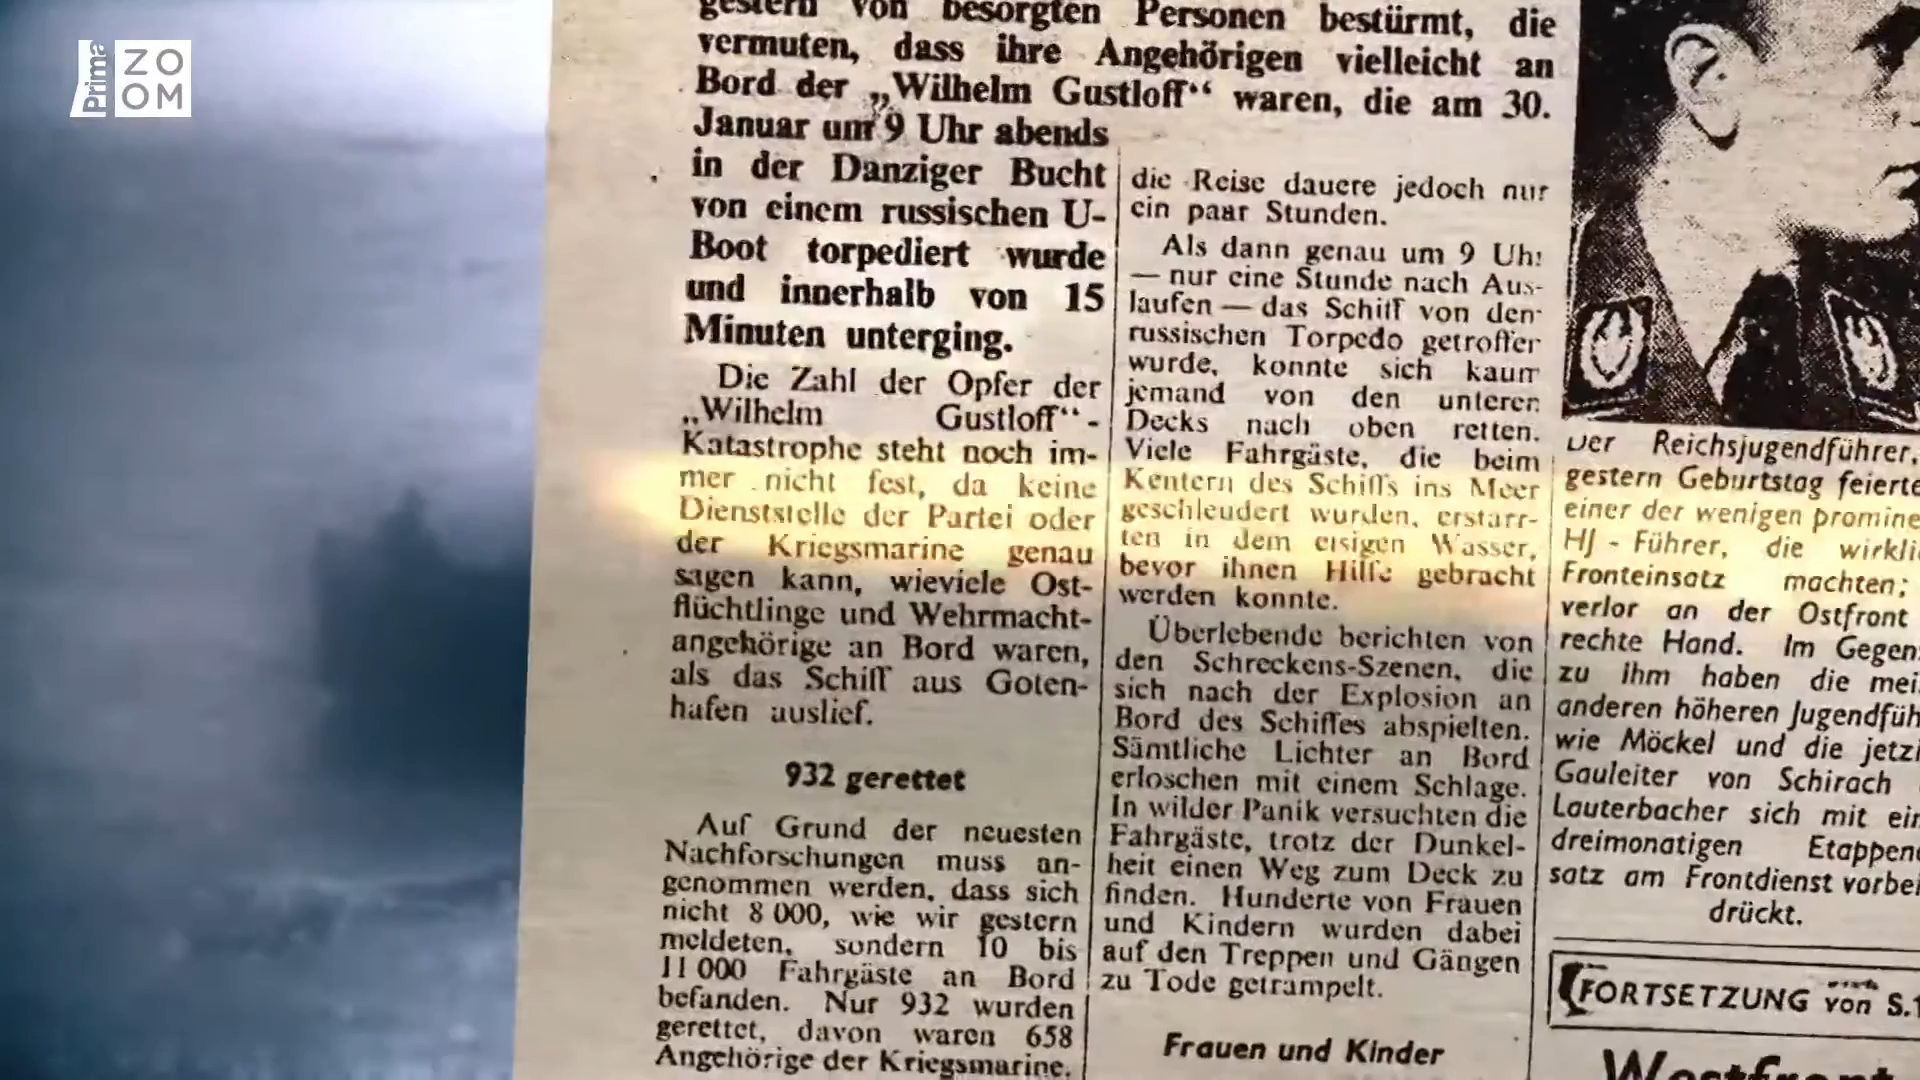 Prima
ZOOM
gestern von besorgten Personen bestürmt, die
vermuten, dass ihre Angehörigen vielleicht an
Bord der „Wilhelm Gustloff“ waren, die am 30.
Januar um 9 Uhr abends
in der Danziger Bucht
von einem russischen U-
Boot torpediert wurde
und innerhalb von 15
Minuten unterging.
Die Zahl der Opfer der
„Wilhelm Gustloff“-
Katastrophe steht noch im-
mer nicht fest, da keine
Dienststelle der Partei oder
der Kriegsmarine genau
sagen kann, wieviele Ost-
flüchtlinge und Wehrmacht-
angehörige an Bord waren,
als das Schiff aus Goten-
hafen auslief.
932 gerettet
Auf Grund der neuesten
Nachforschungen muss an-
genommen werden, dass sich
nicht 8 000, wie wir gestern
meldeten, sondern 10 bis
11 000 Fahrgäste an Bord
befanden. Nur 932 wurden
gerettet, davon waren 658
Angehörige der Kriegsmarine.
die Reise dauere jedoch nur
ein paar Stunden.
Als dann genau um 9 Uhr
— nur eine Stunde nach Aus-
laufen — das Schiff von dem
russischen Torpedo getroffen
wurde, konnte sich kaum
jemand von den unteren
Decks nach oben retten.
Viele Fahrgäste, die beim
Kentern des Schiffs ins Meer
geschleudert wurden, erstarr-
ten in dem eisigen Wasser,
bevor ihnen Hilfe gebracht
werden konnte.
Überlebende berichten von
den Schreckens-Szenen, die
sich nach der Explosion an
Bord des Schiffes abspielten.
Sämtliche Lichter an Bord
erloschen mit einem Schlage.
In wilder Panik versuchten die
Fahrgäste, trotz der Dunkel-
heit einen Weg zum Deck zu
finden. Hunderte von Frauen
und Kindern wurden dabei
auf den Treppen und Gängen
zu Tode getrampelt.
Frauen und Kinder
Der Reichsjugendführer,
gestern Geburtstag feierte
einer der wenigen promine
HJ - Führer, die wirkli
Fronteinsatz machten;
verlor an der Ostfront
rechte Hand. Im Gegen
zu ihm haben die mei
anderen höheren Jugendfüh
wie Möckel und die jetzi
Gauleiter von Schirach
Lauterbacher sich mit ein
dreimonatigen Etappen
satz am Frontdienst vorbei
drückt.
FORTSETZUNG von S.1
Westfront